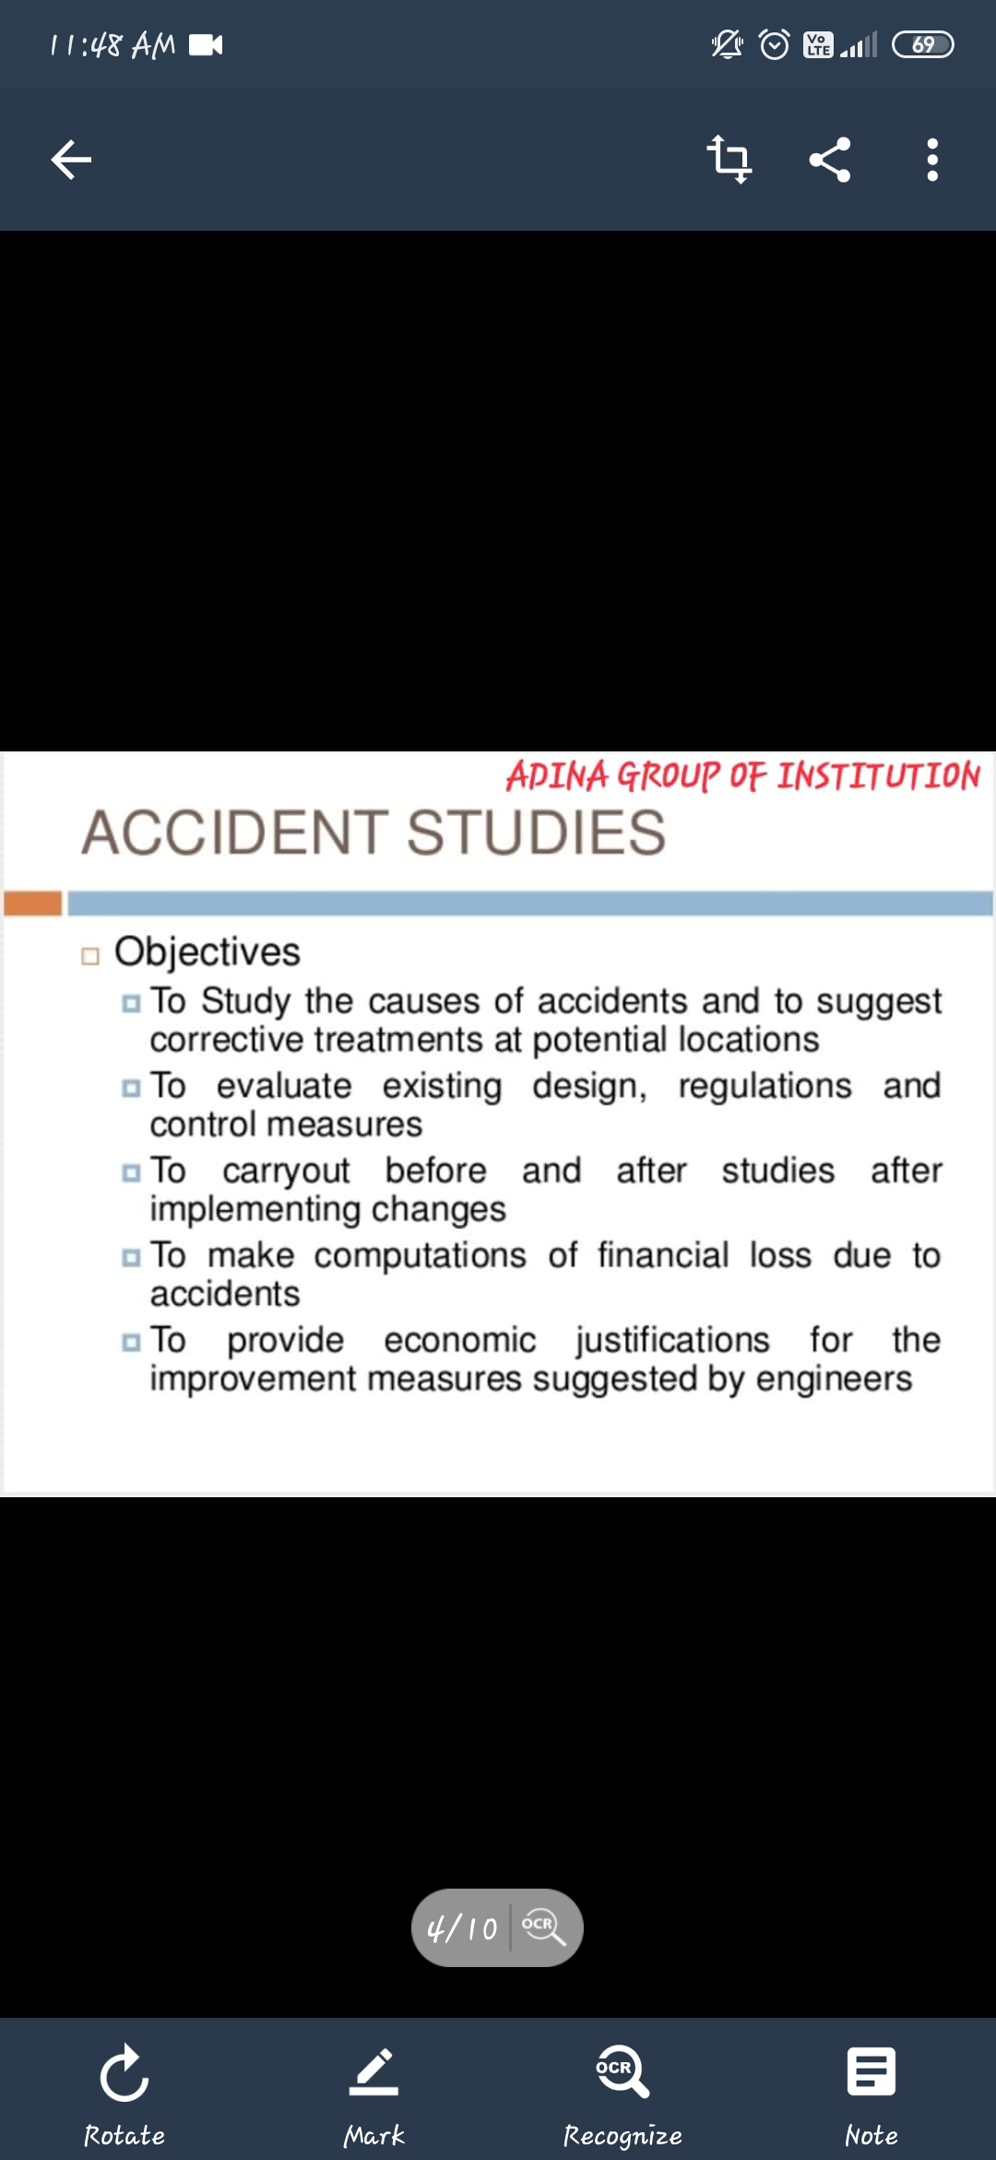 11:48 AM
Vo
LTE
69
ADINA GROUP OF INSTITUTION
ACCIDENT STUDIES
Objectives
To Study the causes of accidents and to suggest
corrective treatments at potential locations
To evaluate existing design, regulations and
control measures
To carryout before and after studies after
implementing changes
To make computations of financial loss due to
accidents
To provide economic justifications for the
improvement measures suggested by engineers
4/10 OCR
OCR
Rotate Mark Recognize Note